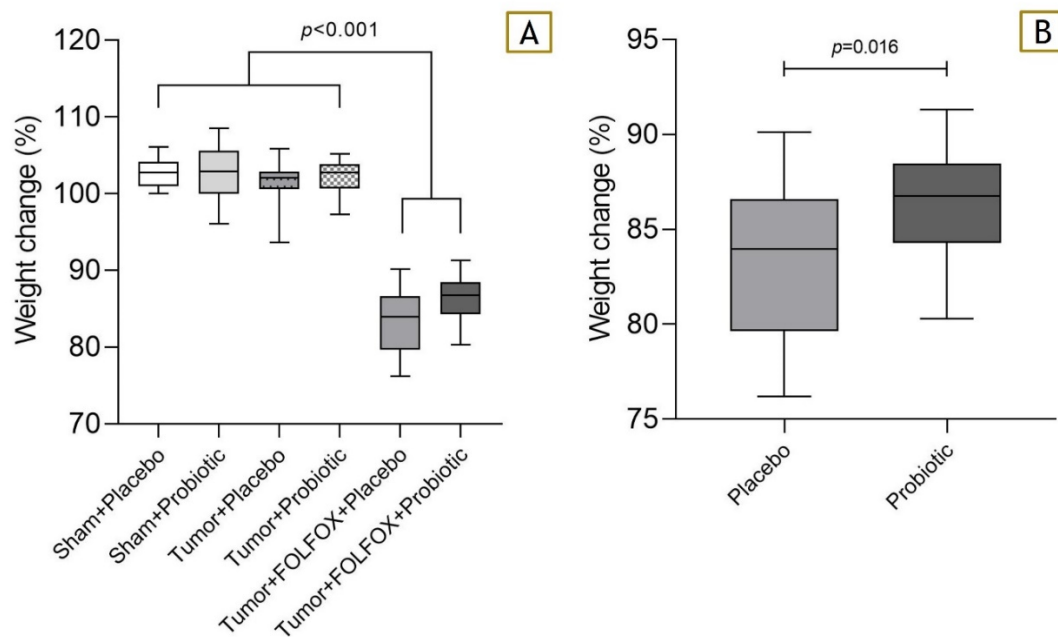 A
p<0.001
Weight change (%)
120
110
100
90
80
70
Sham+Placebo
Sham+Probiotic
Tumor+Placebo
Tumor+Probiotic
Tumor+FOLFOX+Placebo
Tumor+FOLFOX+Probiotic
B
p=0.016
Weight change (%)
95
90
85
80
75
Placebo
Probiotic